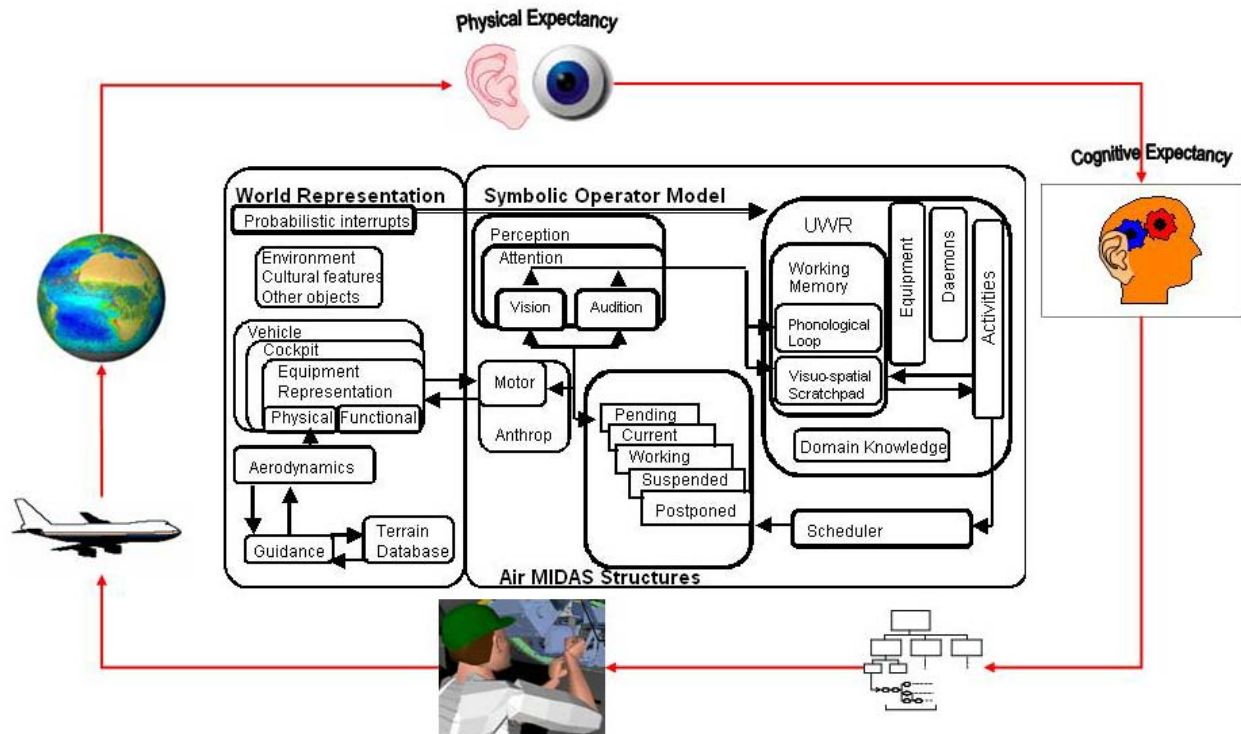 Physical Expectancy
Cognitive Expectancy
World Representation
Probabilistic interrupts
Environment
Cultural features
Other objects
Vehicle
Cockpit
Equipment
Representation
Physical
Functional
Aerodynamics
Guidance
Terrain
Database
Symbolic Operator Model
Perception
Attention
Vision
Audition
Motor
Anthrop
Pending
Current
Working
Suspended
Postponed
UWR
Working
Memory
Phonological
Loop
Visuo-spatial
Scratchpad
Equipment
Daemons
Activities
Domain Knowledge
Scheduler
Air MIDAS Structures